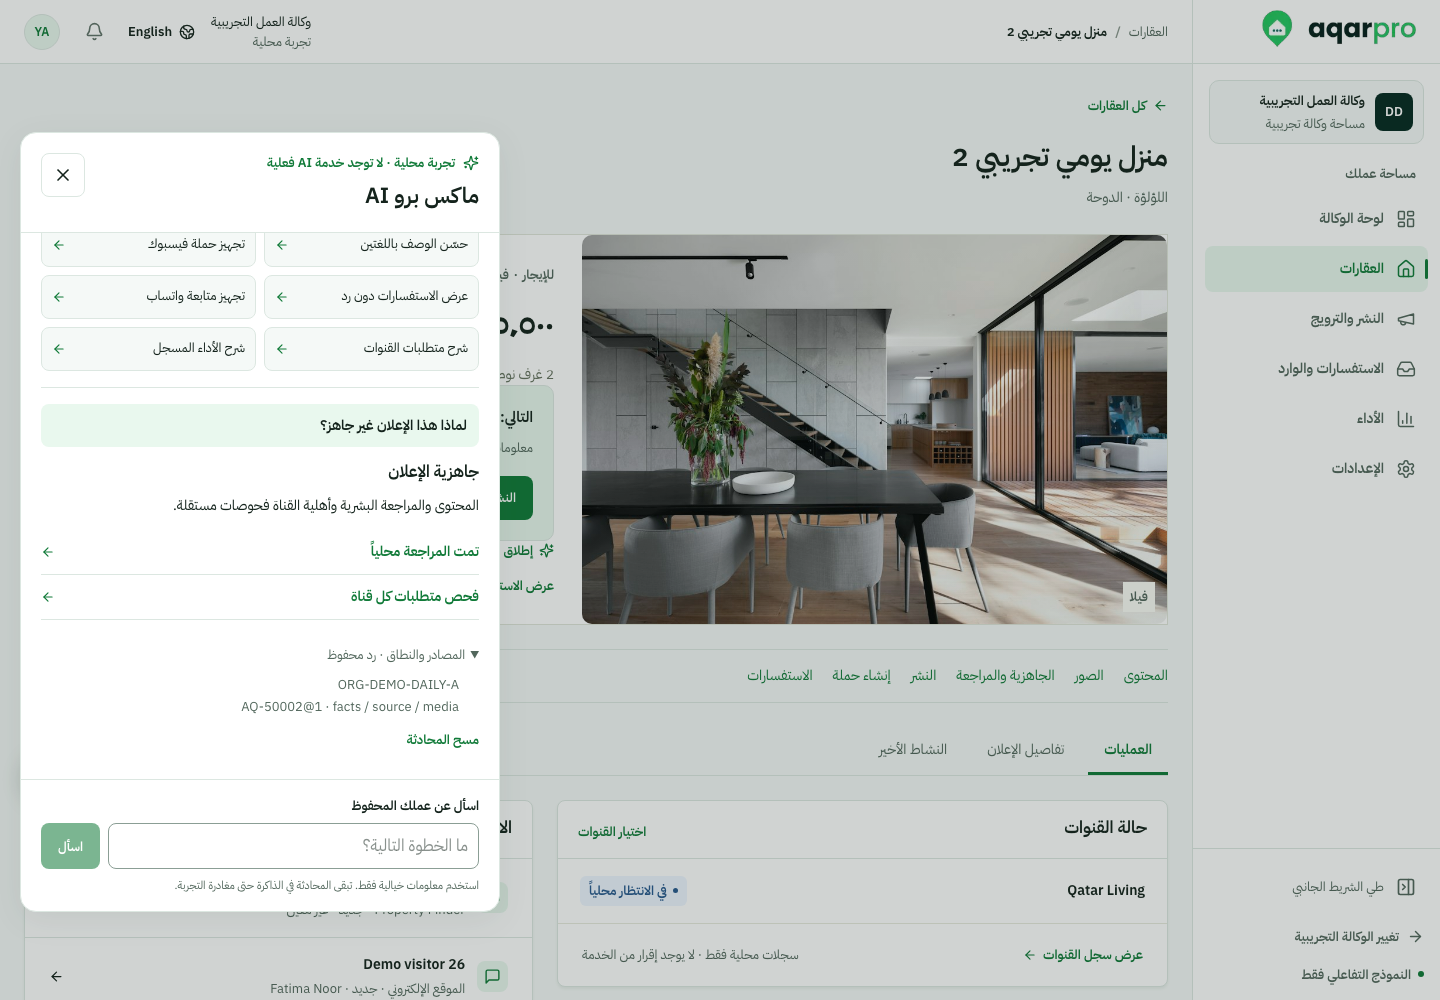 aqarpro
وكالة العمل التجريبية
مساحة وكالة تجريبية
DD
مساحة عملك
لوحة الوكالة
العقارات
النشر والترويج
الاستفسارات والوارد
الأداء
الإعدادات
طي الشريط الجانبي
تغيير الوكالة التجريبية
النموذج التفاعلي فقط
العقارات / منزل يومي تجريبي 2
وكالة العمل التجريبية
تجربة محلية
English
YA
كل العقارات
منزل يومي تجريبي 2
اللؤلؤة · الدوحة
للإيجار ·
2 غرف
التالي:
إطلاق
فيلا
المحتوى
الصور
الجاهزية والمراجعة
النشر
إنشاء حملة
الاستفسارات
العمليات
تفاصيل الإعلان
النشاط الأخير
حالة القنوات
اختيار القنوات
Qatar Living
في الانتظار محلياً
عرض سجل القنوات
سجلات محلية فقط · لا يوجد إقرار من الخدمة
Demo visitor 26
الموقع الإلكتروني · جديد · Fatima Noor
تجربة محلية · لا توجد خدمة AI فعلية
ماكس برو AI
حسّن الوصف باللغتين
تجهيز حملة فيسبوك
عرض الاستفسارات دون رد
تجهيز متابعة واتساب
شرح متطلبات القنوات
شرح الأداء المسجل
لماذا هذا الإعلان غير جاهز؟
جاهزية الإعلان
المحتوى والمراجعة البشرية وأهلية القناة فحوصات مستقلة.
تمت المراجعة محلياً
فحص متطلبات كل قناة
المصادر والنطاق · رد محفوظ
ORG-DEMO-DAILY-A
AQ-50002@1 · facts / source / media
مسح المحادثة
اسأل عن عملك المحفوظ
ما الخطوة التالية؟
اسأل
استخدم معلومات خيالية فقط. تبقى المحادثة في الذاكرة حتى مغادرة التجربة.